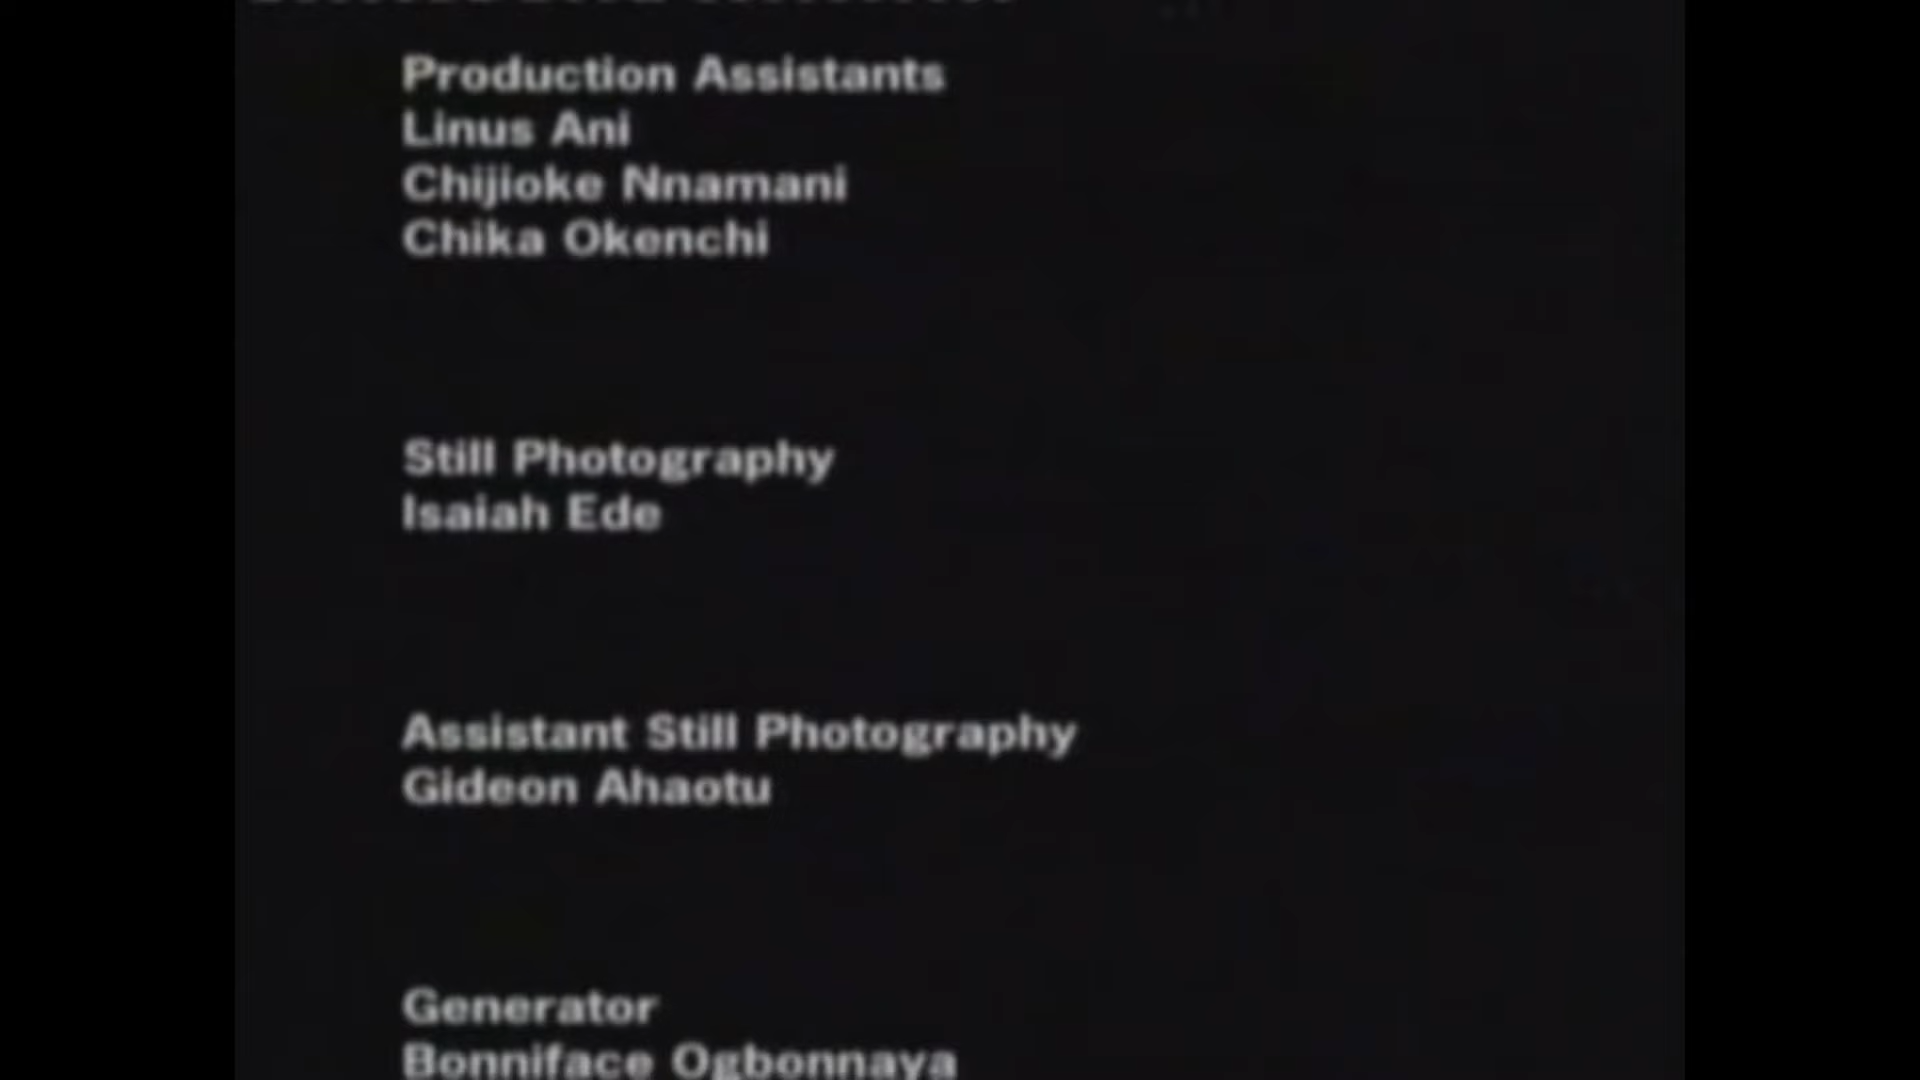 Production Assistants
Linus Ani
Chijioke Nnamani
Chika Okenchi
Still Photography
Isaiah Ede
Assistant Still Photography
Gideon Ahaotu
Generator
Bonniface Ogbonnaya